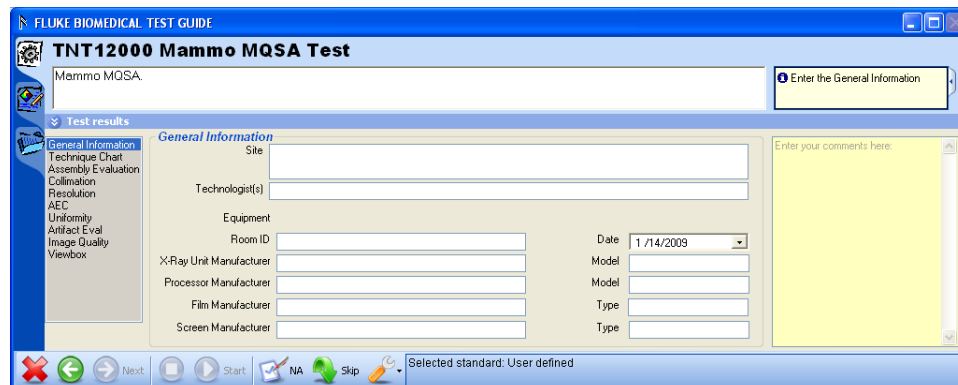 FLUKE BIOMEDICAL TEST GUIDE
TNT12000 Mammo MQSA Test
Mammo MQSA.
Enter the General Information
Test results
General Information
Technique Chart
Assembly Evaluation
Collimation
Resolution
AEC
Uniformity
Artifact Eval
Image Quality
Viewbox
General Information
Site
Technologist(s)
Equipment
Room ID
Date 1 /14/2009
X-Ray Unit Manufacturer
Model
Processor Manufacturer
Model
Film Manufacturer
Type
Screen Manufacturer
Type
Enter your comments here:
Next
Start
NA
Skip
Selected standard: User defined